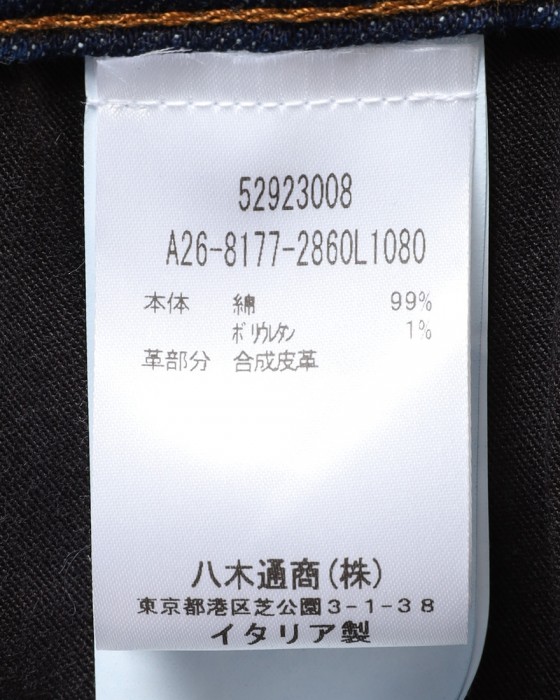 52923008
A26-8177-2860L1080
本体 綿 99%
ポリウレタン 1%
革部分 合成皮革
八木通商(株)
東京都港区芝公園3-1-38
イタリア製